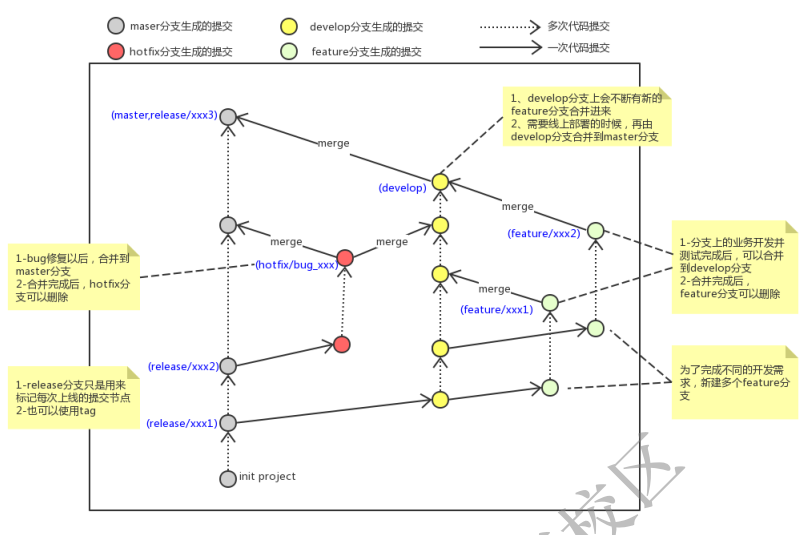 maser分支生成的提交
develop分支生成的提交
多次代码提交
hotfix分支生成的提交
feature分支生成的提交
一次代码提交
(master,release/xxx3)
1、develop分支上会不断有新的
feature分支合并进来
2、需要线上部署的时候，再由
develop分支合并到master分支
merge
(develop)
merge
(feature/xxx2)
1-分支上的业务开发并
测试完成后，可以合并
到develop分支
2-合并完成后，
feature分支可以删除
merge
merge
1-bug修复以后，合并到
master分支
2-合并完成后，hotfix分
支可以删除
(hotfix/bug_xxx)
merge
(feature/xxx1)
为了完成不同的开发需
求，新建多个feature分
支
(release/xxx2)
1-release分支只是用来
标记每次上线的提交节点
2-也可以使用tag
(release/xxx1)
init project
校区